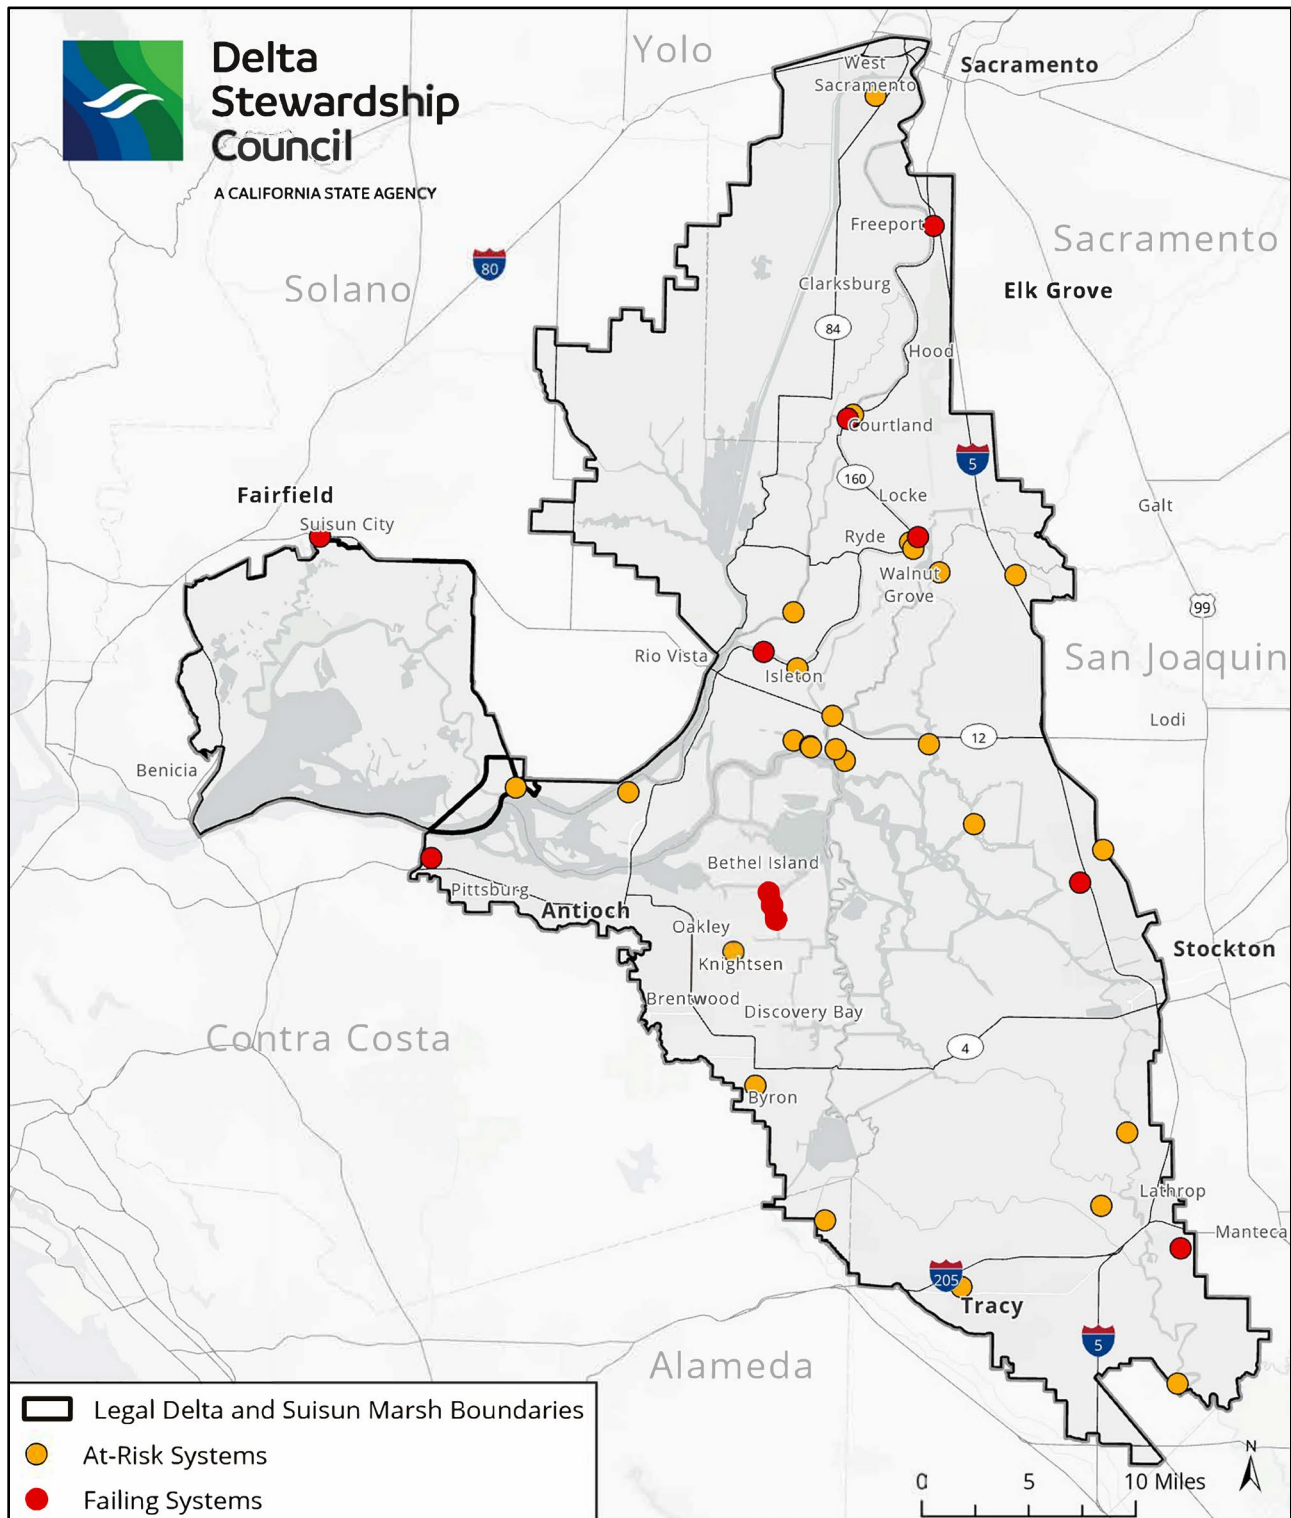 Delta
Stewardship
Council
A CALIFORNIA STATE AGENCY
Yolo
West
Sacramento
Sacramento
Freeport
Sacramento
80
Solano
Clarksburg
Elk Grove
84
Hood
Courtland
5
160
Fairfield
Suisun City
Locke
Galt
Ryde
Walnut
Grove
99
Rio Vista
San Joaquin
Isleton
Lodi
12
Benicia
Bethel Island
Pittsburg
Antioch
Oakley
Stockton
Knightsen
Brentwood
Discovery Bay
Contra Costa
4
Byron
Lathrop
Manteca
205
Tracy
5
Alameda
Legal Delta and Suisun Marsh Boundaries
At-Risk Systems
Failing Systems
N
0 5 10 Miles